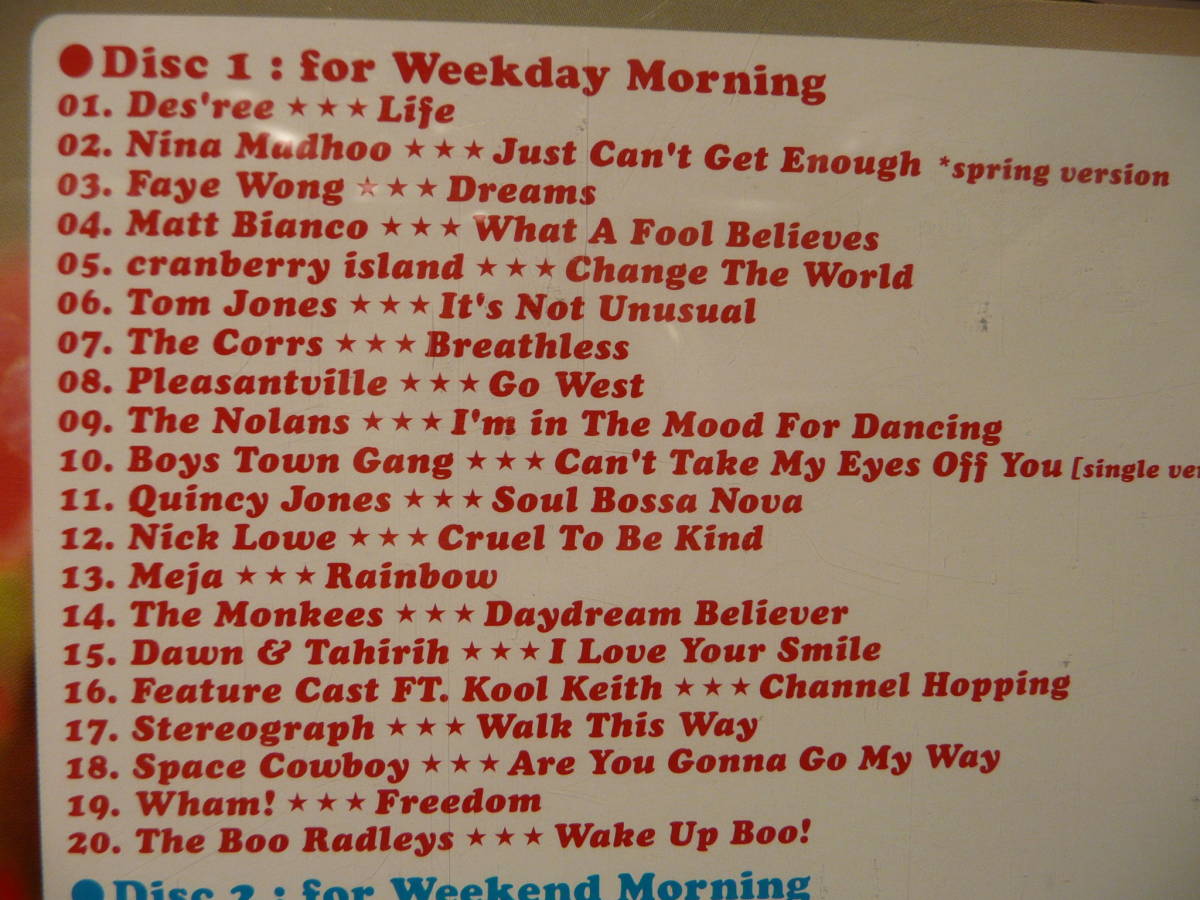 ●Disc 1 : for Weekday Morning
01. Des'ree ★ ★ ★ Life
02. Nina Madhoo ★ ★ ★ Just Can't Get Enough *spring version
03. Faye Wong ★ ★ ★ Dreams
04. Matt Bianco ★ ★ ★ What A Fool Believes
05. cranberry island ★ ★ ★ Change The World
06. Tom Jones ★ ★ ★ It's Not Unusual
07. The Corrs ★ ★ ★ Breathless
08. Pleasantville ★ ★ ★ Go West
09. The Nolans ★ ★ ★ I'm in The Mood For Dancing
10. Boys Town Gang ★ ★ ★ Can't Take My Eyes Off You [single ver
11. Quincy Jones ★ ★ ★ Soul Bossa Nova
12. Nick Lowe ★ ★ ★ Cruel To Be Kind
13. Meja ★ ★ ★ Rainbow
14. The Monkees ★ ★ ★ Daydream Believer
15. Dawn & Tahirih ★ ★ ★ I Love Your Smile
16. Feature Cast FT. Kool Keith ★ ★ ★ Channel Hopping
17. Stereograph ★ ★ ★ Walk This Way
18. Space Cowboy ★ ★ ★ Are You Gonna Go My Way
19. Wham! ★ ★ ★ Freedom
20. The Boo Radleys ★ ★ ★ Wake Up Boo!
●Disc 2 : for Weekend Morning